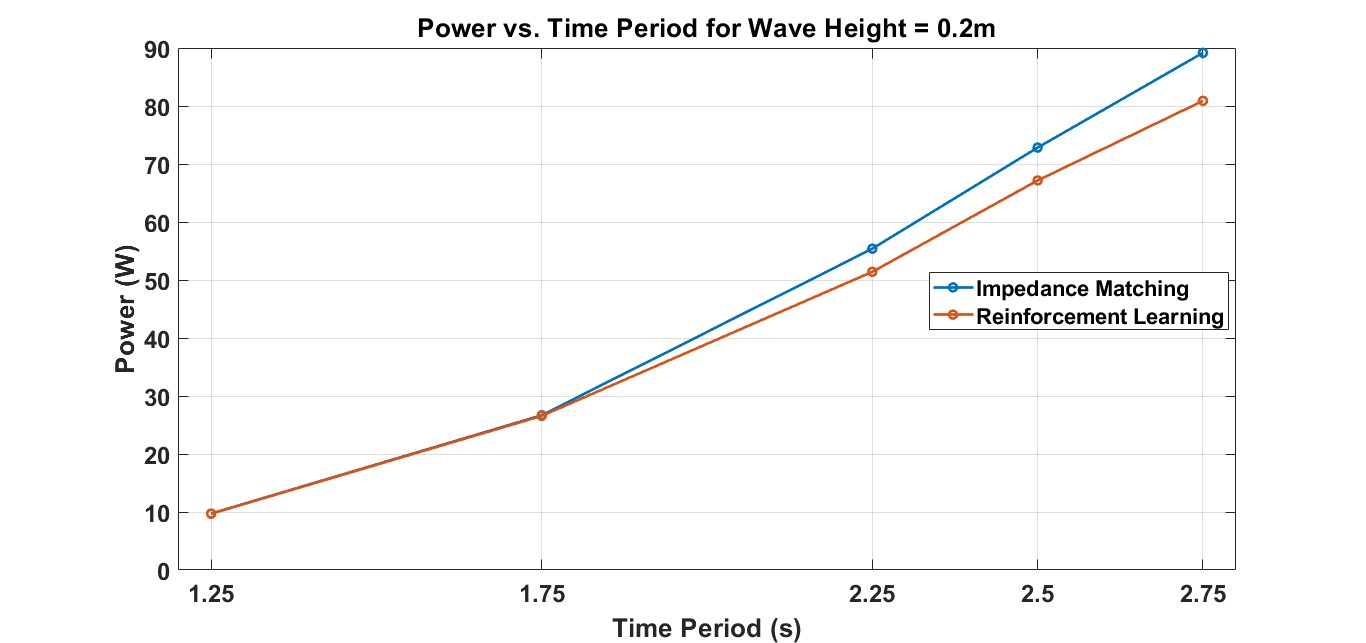 Power vs. Time Period for Wave Height = 0.2m
90
80
70
60
50
40
30
20
10
0
Power (W)
Impedance Matching
Reinforcement Learning
1.25 1.75 2.25 2.5 2.75
Time Period (s)